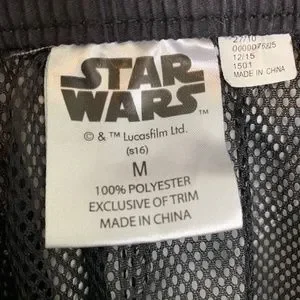 STAR
WARS™
© & ™ Lucasfilm Ltd.
(s16)
M
100% POLYESTER
EXCLUSIVE OF TRIM
MADE IN CHINA
12/15
1501
MADE IN CHINA